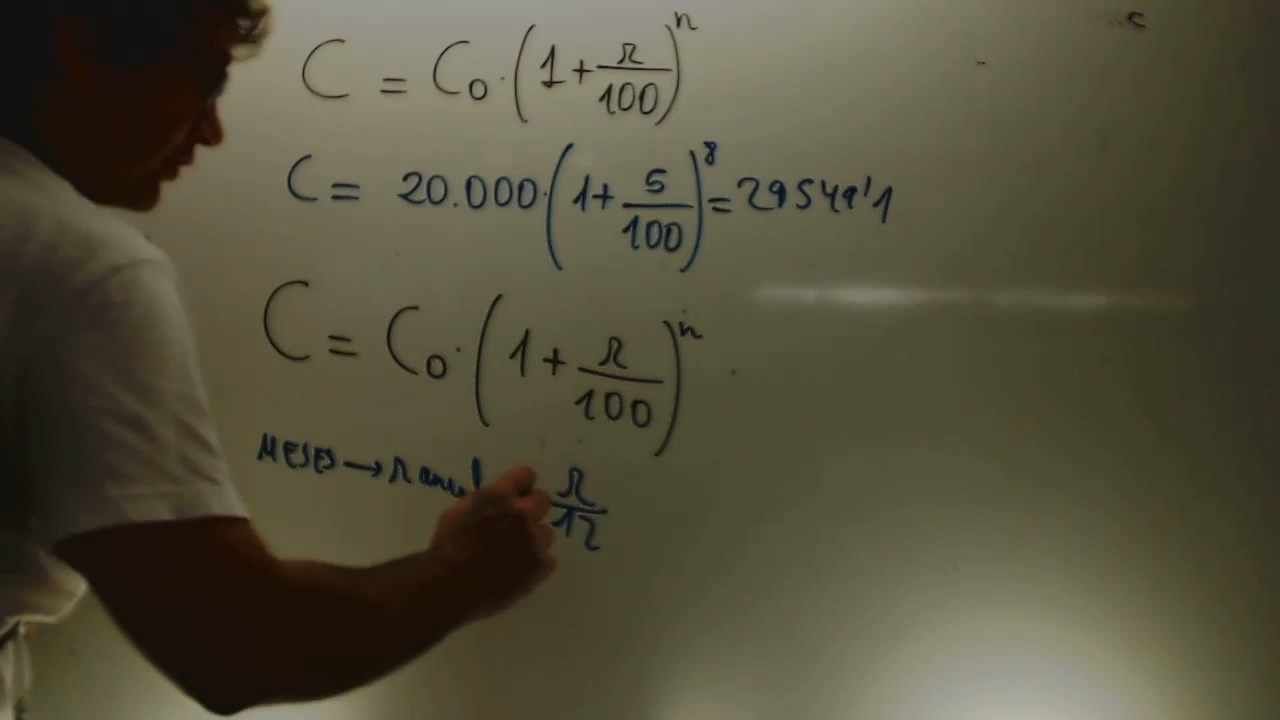 C = C₀ · (1 + r/100)ⁿ
C = 20.000 · (1 + 5/100)⁸ = 29549'1
C = C₀ · (1 + r/100)ⁿ
MESES → r anual r/12